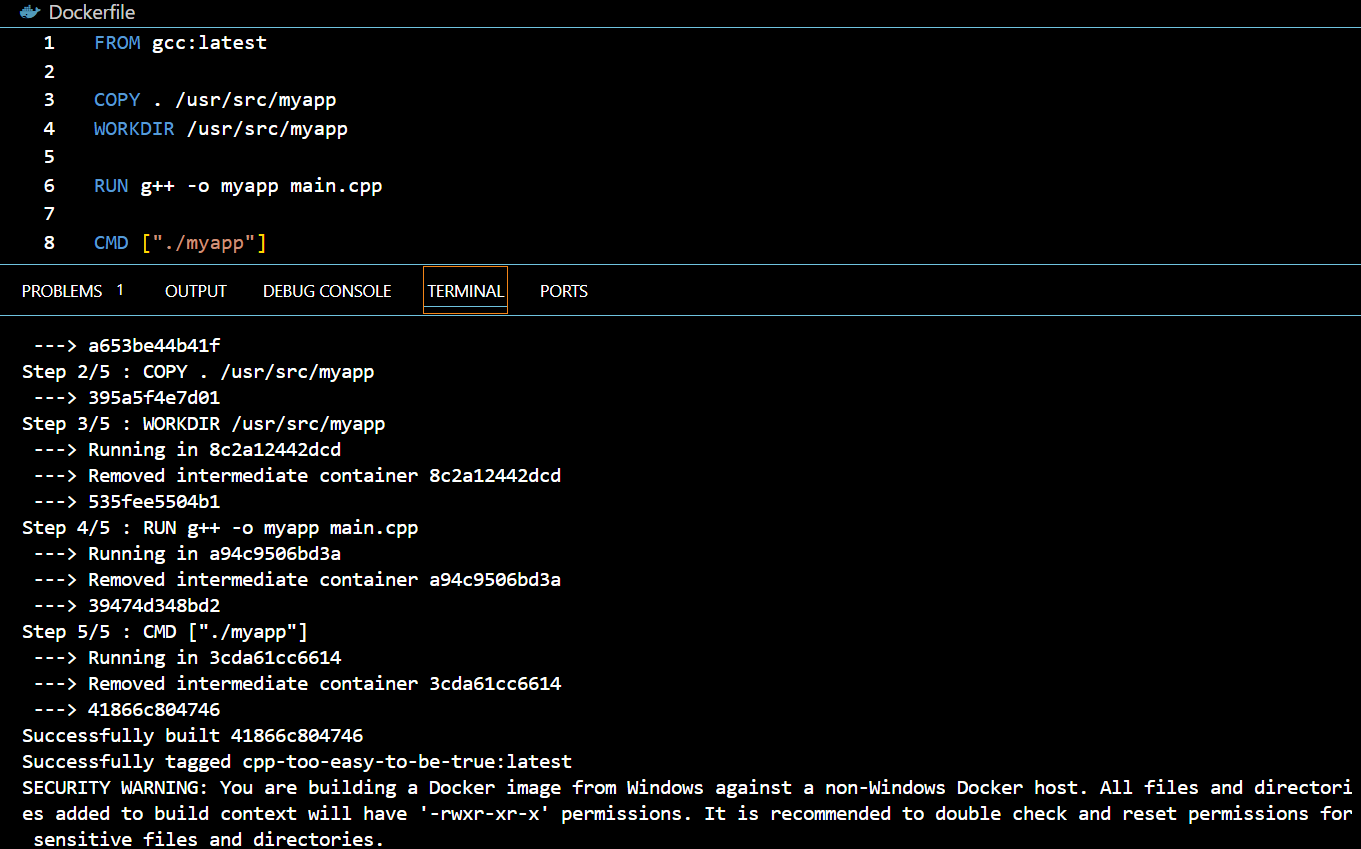 Dockerfile
1 FROM gcc:latest
2
3 COPY . /usr/src/myapp
4 WORKDIR /usr/src/myapp
5
6 RUN g++ -o myapp main.cpp
7
8 CMD ["./myapp"]
PROBLEMS 1 OUTPUT DEBUG CONSOLE TERMINAL PORTS
---> a653be44b41f
Step 2/5 : COPY . /usr/src/myapp
---> 395a5f4e7d01
Step 3/5 : WORKDIR /usr/src/myapp
---> Running in 8c2a12442dcd
---> Removed intermediate container 8c2a12442dcd
---> 535fee5504b1
Step 4/5 : RUN g++ -o myapp main.cpp
---> Running in a94c9506bd3a
---> Removed intermediate container a94c9506bd3a
---> 39474d348bd2
Step 5/5 : CMD ["./myapp"]
---> Running in 3cda61cc6614
---> Removed intermediate container 3cda61cc6614
---> 41866c804746
Successfully built 41866c804746
Successfully tagged cpp-too-easy-to-be-true:latest
SECURITY WARNING: You are building a Docker image from Windows against a non-Windows Docker host. All files and directori
es added to build context will have '-rwxr-xr-x' permissions. It is recommended to double check and reset permissions for
sensitive files and directories.